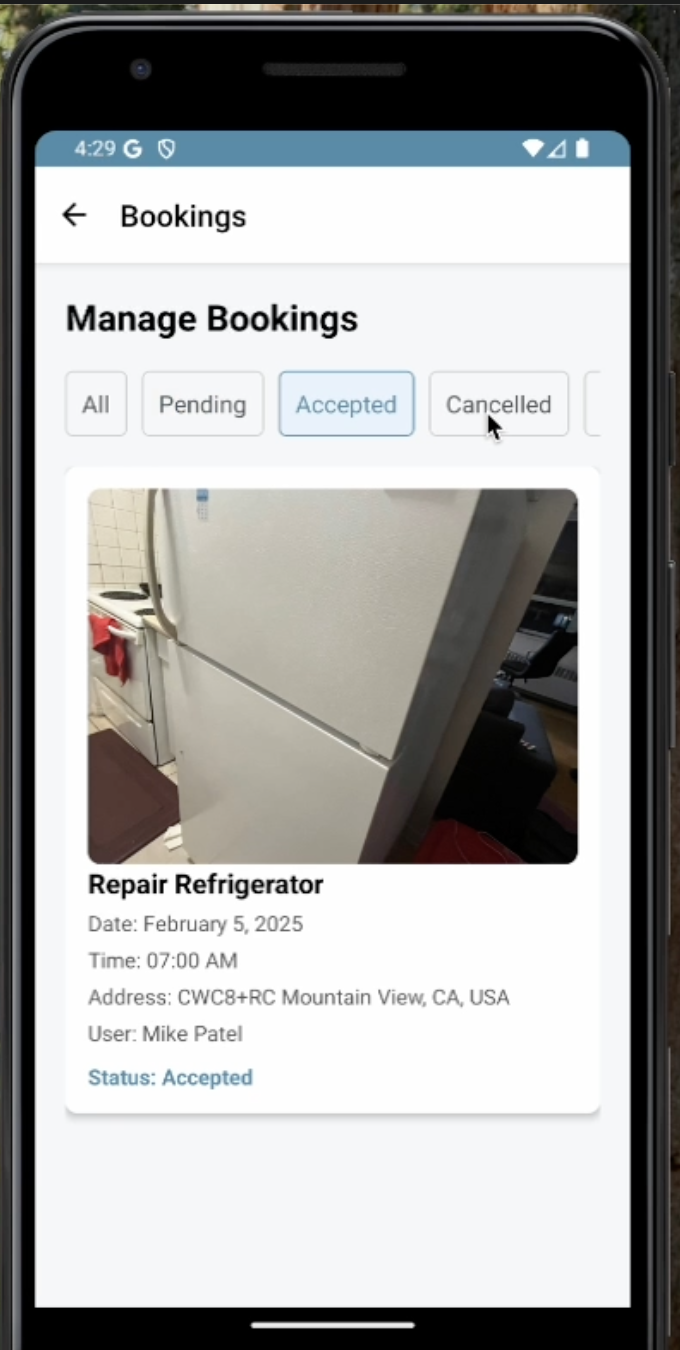 4:29 G
Bookings
Manage Bookings
All Pending Accepted Cancelled
Repair Refrigerator
Date: February 5, 2025
Time: 07:00 AM
Address: CWC8+RC Mountain View, CA, USA
User: Mike Patel
Status: Accepted